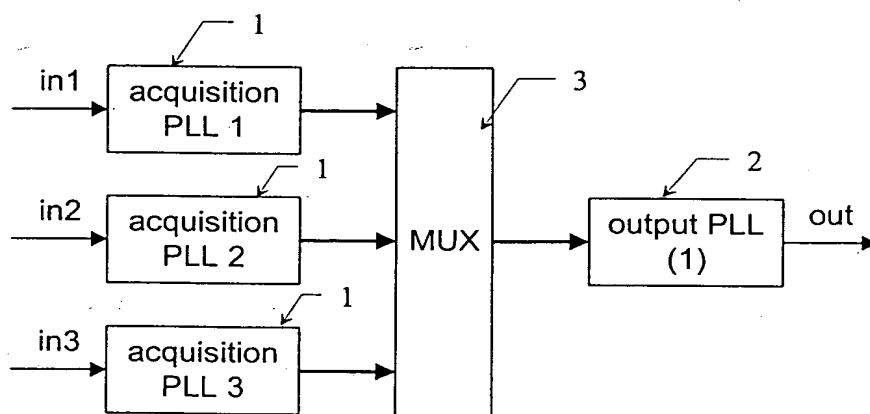 1
in1
acquisition
PLL 1
3
1
in2
acquisition
PLL 2
MUX
2
output PLL
(1)
out
1
in3
acquisition
PLL 3